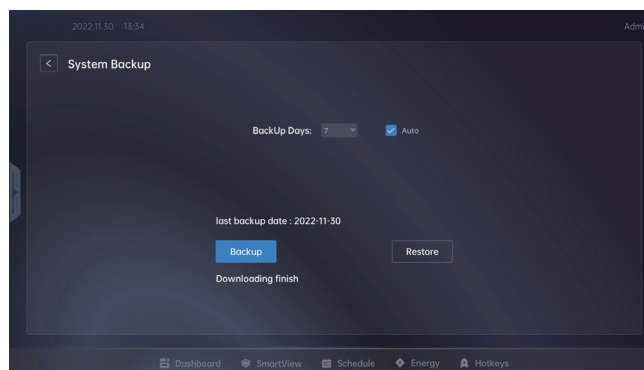 2022.11.30 15:34 Admi
< System Backup
BackUp Days: 7 Auto
last backup date : 2022-11-30
Backup Restore
Downloading finish
Dashboard SmartView Schedule Energy Hotkeys